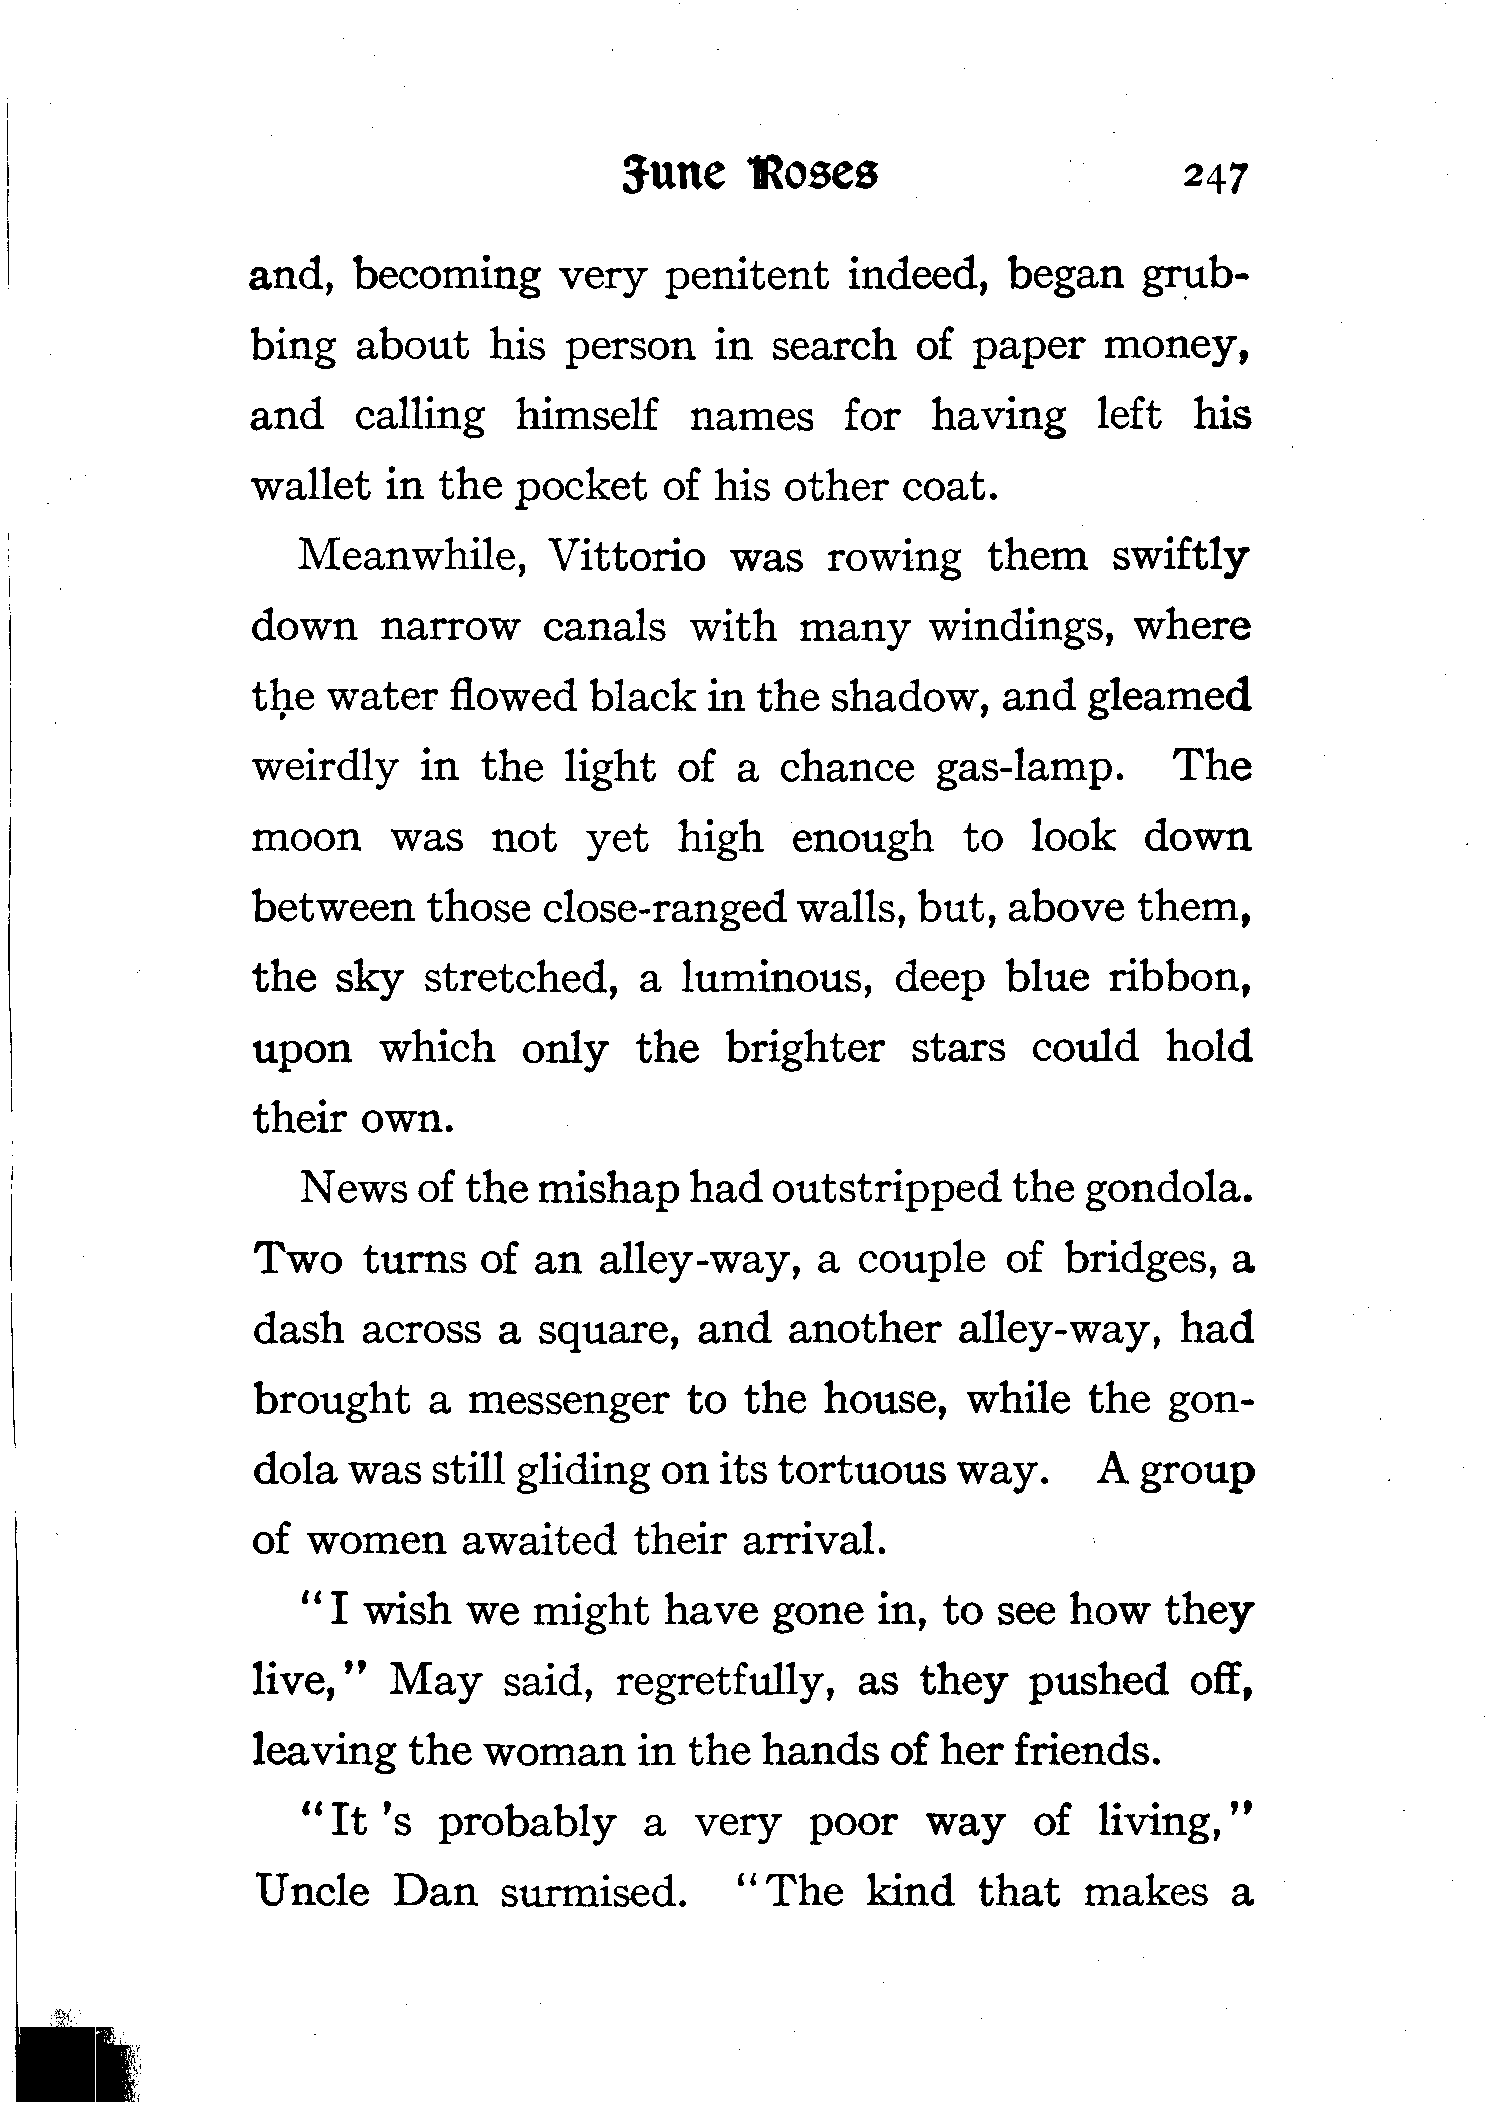 June Roses 247
and, becoming very penitent indeed, began grub-
bing about his person in search of paper money,
and calling himself names for having left his
wallet in the pocket of his other coat.
Meanwhile, Vittorio was rowing them swiftly
down narrow canals with many windings, where
the water flowed black in the shadow, and gleamed
weirdly in the light of a chance gas-lamp. The
moon was not yet high enough to look down
between those close-ranged walls, but, above them,
the sky stretched, a luminous, deep blue ribbon,
upon which only the brighter stars could hold
their own.
News of the mishap had outstripped the gondola.
Two turns of an alley-way, a couple of bridges, a
dash across a square, and another alley-way, had
brought a messenger to the house, while the gon-
dola was still gliding on its tortuous way. A group
of women awaited their arrival.
"I wish we might have gone in, to see how they
live," May said, regretfully, as they pushed off,
leaving the woman in the hands of her friends.
"It 's probably a very poor way of living,"
Uncle Dan surmised. "The kind that makes a